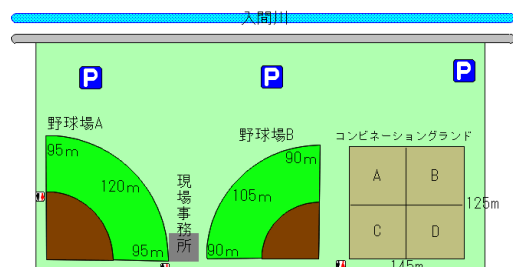 入間川
P
P
P
野球場A
95m
120m
95m
現場事務所
野球場B
90m
105m
90m
コンビネーショングランド
A
B
C
D
125m
145m